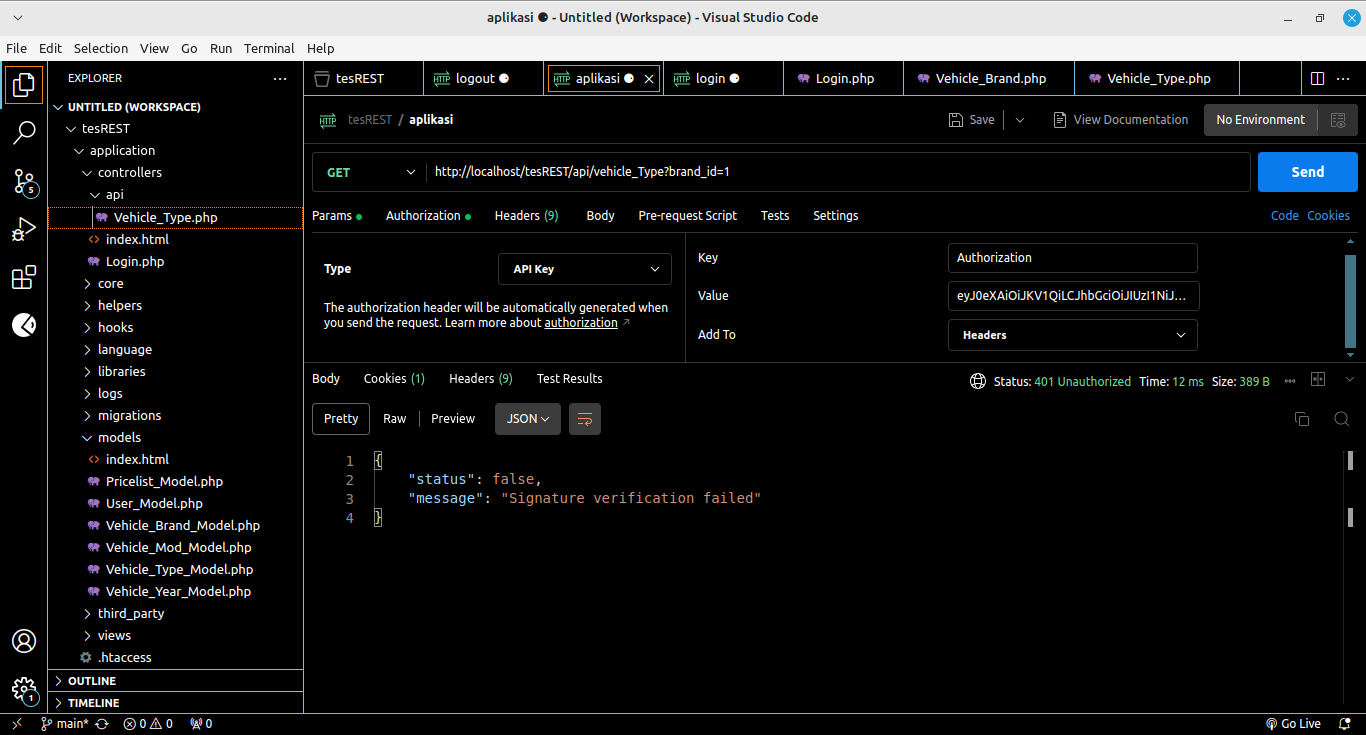 aplikasi ● - Untitled (Workspace) - Visual Studio Code
File Edit Selection View Go Run Terminal Help
EXPLORER
UNTITLED (WORKSPACE)
tesREST
application
controllers
api
Vehicle_Type.php
index.html
Login.php
core
helpers
hooks
language
libraries
logs
migrations
models
index.html
Pricelist_Model.php
User_Model.php
Vehicle_Brand_Model.php
Vehicle_Mod_Model.php
Vehicle_Type_Model.php
Vehicle_Year_Model.php
third_party
views
.htaccess
OUTLINE
TIMELINE
5
1
tesREST HTTP logout ● HTTP aplikasi ● HTTP login ● Login.php Vehicle_Brand.php Vehicle_Type.php
HTTP tesREST / aplikasi Save View Documentation No Environment
GET http://localhost/tesREST/api/vehicle_Type?brand_id=1 Send
Params Authorization Headers (9) Body Pre-request Script Tests Settings Code Cookies
Type API Key
The authorization header will be automatically generated when
you send the request. Learn more about authorization ↗
Key Authorization
Value eyJ0eXAiOiJKV1QiLCJhbGciOiJIUzI1NiJ...
Add To Headers
Body Cookies (1) Headers (9) Test Results Status: 401 Unauthorized Time: 12 ms Size: 389 B
Pretty Raw Preview JSON
1 {
2 "status": false,
3 "message": "Signature verification failed"
4 }
main* 0 0 0 Go Live